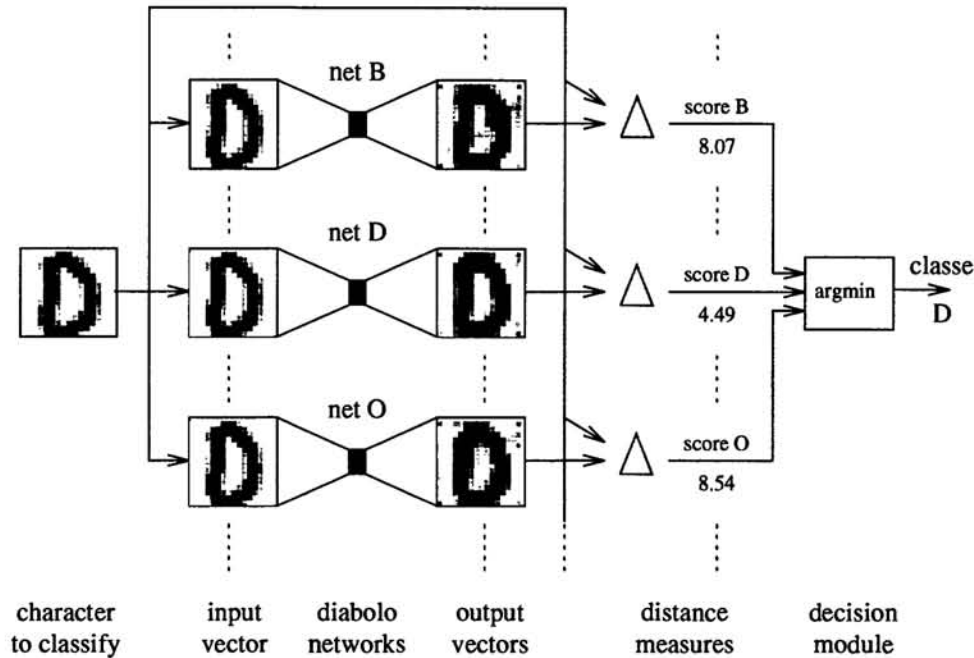 net B
score B
8.07
net D
score D
4.49
argmin
classe
D
net O
score O
8.54
character
to classify
input
vector
diabolo
networks
output
vectors
distance
measures
decision
module